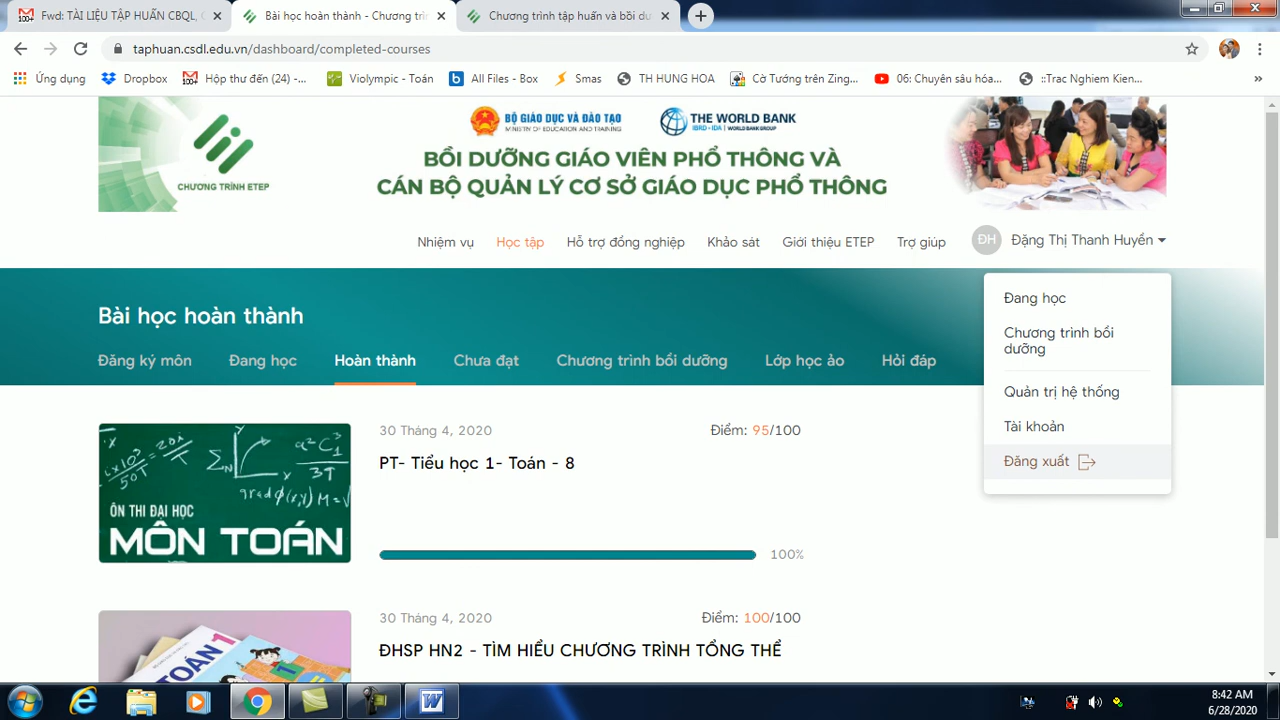 Fwd: TÀI LIỆU TẬP HUẤN CBQL,
Bài học hoàn thành - Chương trì
Chương trình tập huấn và bồi dư
taphuan.csdl.edu.vn/dashboard/completed-courses
Ứng dụng
Dropbox
Hộp thư đến (24) -...
Violympic - Toán
All Files - Box
Smas
TH HUNG HOA
Cờ Tướng trên Zing...
06: Chuyên sâu hóa...
::Trac Nghiem Kien...
»
BỘ GIÁO DỤC VÀ ĐÀO TẠO
MINISTRY OF EDUCATION AND TRAINING
THE WORLD BANK
IBRD • IDA | WORLD BANK GROUP
CHƯƠNG TRÌNH ETEP
BỒI DƯỠNG GIÁO VIÊN PHỔ THÔNG VÀ
CÁN BỘ QUẢN LÝ CƠ SỞ GIÁO DỤC PHỔ THÔNG
Nhiệm vụ
Học tập
Hỗ trợ đồng nghiệp
Khảo sát
Giới thiệu ETEP
Trợ giúp
ĐH
Đặng Thị Thanh Huyền
Bài học hoàn thành
Đăng ký môn
Đang học
Hoàn thành
Chưa đạt
Chương trình bồi dưỡng
Lớp học ảo
Hỏi đáp
Đang học
Chương trình bồi
dưỡng
Quản trị hệ thống
Tài khoản
Đăng xuất
ÔN THI ĐẠI HỌC
MÔN TOÁN
30 Tháng 4, 2020
Điểm: 95/100
PT- Tiểu học 1- Toán - 8
100%
TOÁN 1
30 Tháng 4, 2020
Điểm: 100/100
ĐHSP HN2 - TÌM HIỂU CHƯƠNG TRÌNH TỔNG THỂ
8:42 AM
6/28/2020